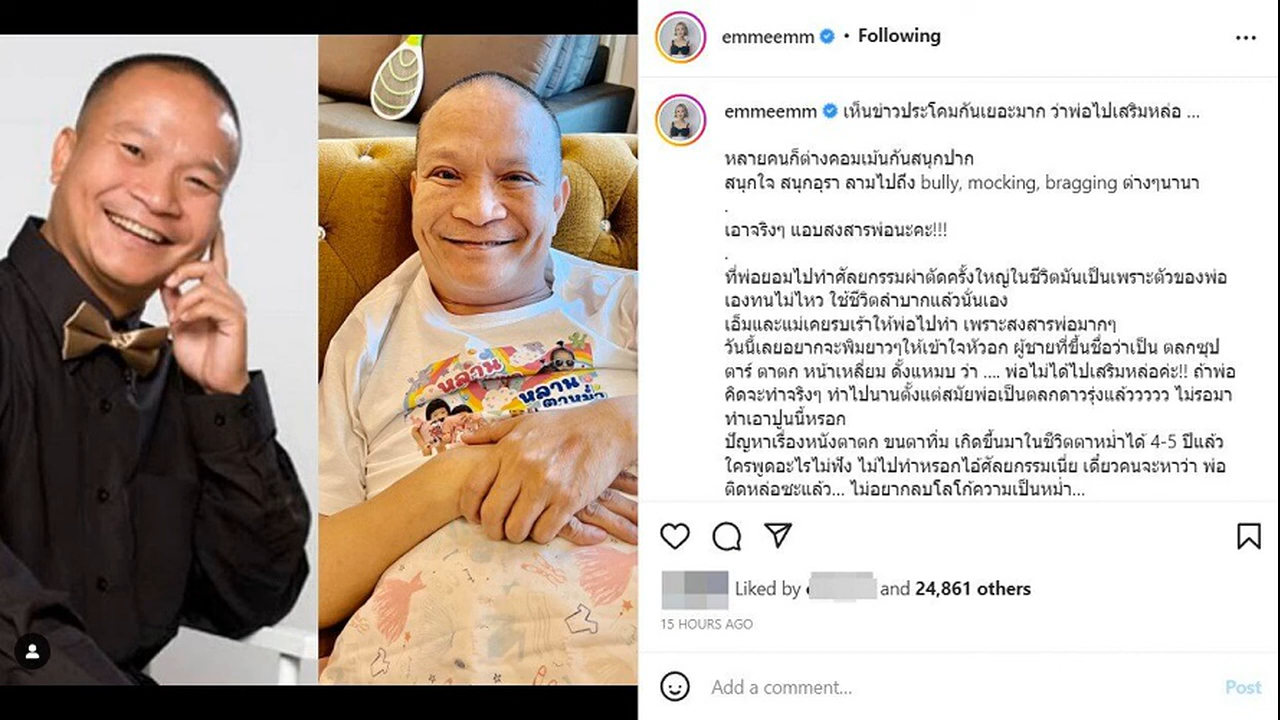 หลาน
หลาน
ตาหม่ำ
emmeemm • Following
emmeemm เห็นข่าวประโคมกันเยอะมาก ว่าพ่อไปเสริมหล่อ ...
หลายคนก็ต่างคอมเม้นกันสนุกปาก
สนุกใจ สนุกอุรา ลามไปถึง bully, mocking, bragging ต่างๆนานา
.
เอาจริงๆ แอบสงสารพ่อนะคะ!!!
.
ที่พ่อยอมไปทำศัลยกรรมผ่าตัดครั้งใหญ่ในชีวิตมันเป็นเพราะตัวของพ่อ
เองทนไม่ไหว ใช้ชีวิตลำบากแล้วนั่นเอง
เอ็มและแม่เคยรบเร้าให้พ่อไปทำ เพราะสงสารพ่อมากๆ
วันนี้เลยอยากจะพิมยาวๆให้เข้าใจหัวอก ผู้ชายที่ขึ้นชื่อว่าเป็น ตลกซุป
ตาร์ ตาตก หน้าเหลี่ยม ดั้งแหมบ ว่า .... พ่อไม่ได้ไปเสริมหล่อค่ะ!! ถ้าพ่อ
คิดจะทำจริงๆ ทำไปนานตั้งแต่สมัยพ่อเป็นตลกดาวรุ่งแล้วววววว ไม่รอมา
ทำเอาปูนนี้หรอก
ปัญหาเรื่องหนังตาตก ขนตาทิ่ม เกิดขึ้นมาในชีวิตตาหม่ำได้ 4-5 ปีแล้ว
ใครพูดอะไรไม่ฟัง ไม่ไปทำหรอกไอ้ศัลยกรรมเนี่ย เดี๋ยวคนจะหาว่า พ่อ
ติดหล่อซะแล้ว... ไม่อยากลบโลโก้ความเป็นหม่ำ...
Liked by and 24,861 others
15 HOURS AGO
Add a comment... Post